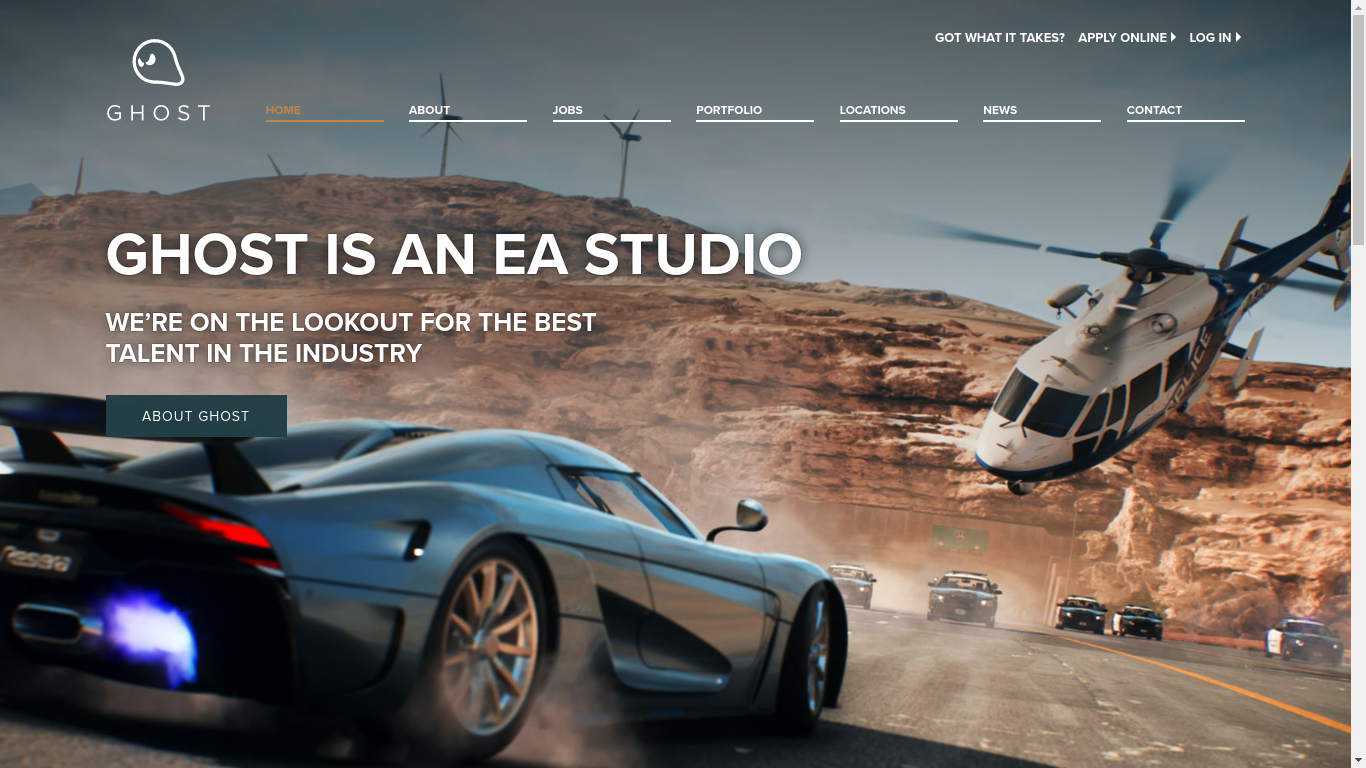 GOT WHAT IT TAKES? APPLY ONLINE LOG IN
GHOST
HOME ABOUT JOBS PORTFOLIO LOCATIONS NEWS CONTACT
GHOST IS AN EA STUDIO
WE’RE ON THE LOOKOUT FOR THE BEST
TALENT IN THE INDUSTRY
ABOUT GHOST
POLICE